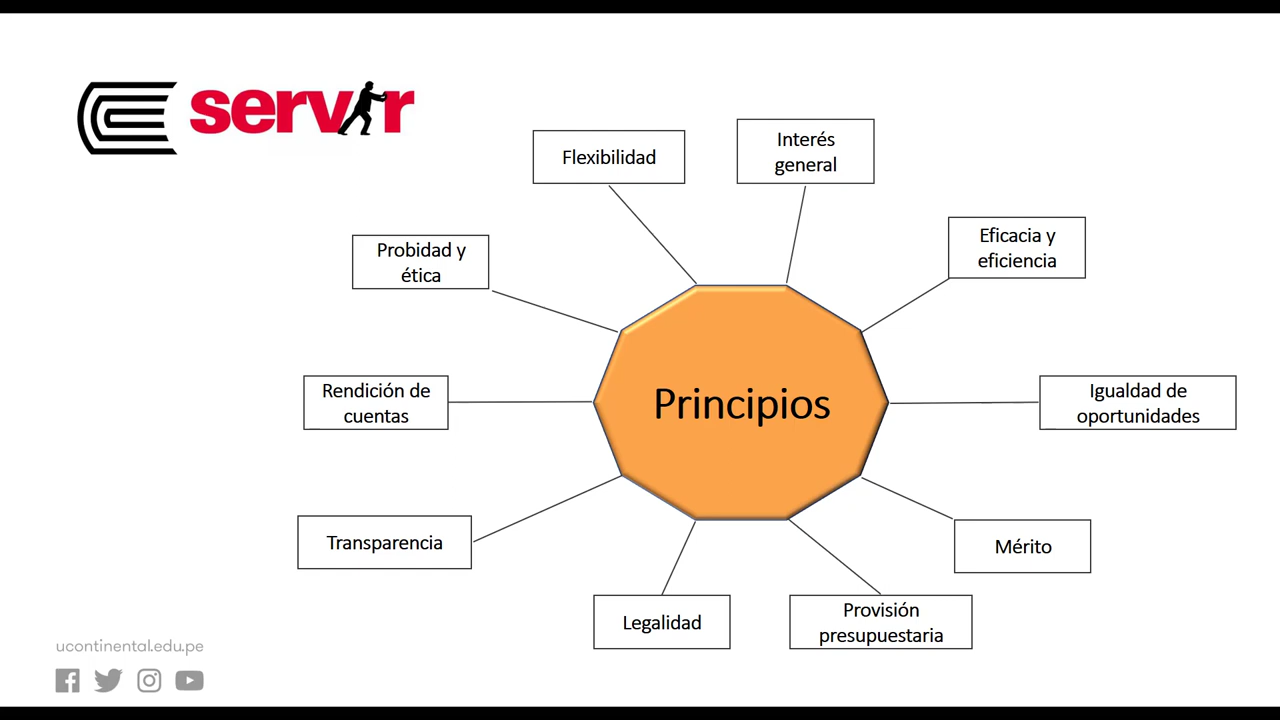 servir
Flexibilidad
Interés
general
Eficacia y
eficiencia
Probidad y
ética
Rendición de
cuentas
Principios
Igualdad de
oportunidades
Transparencia
Mérito
Legalidad
Provisión
presupuestaria
ucontinental.edu.pe